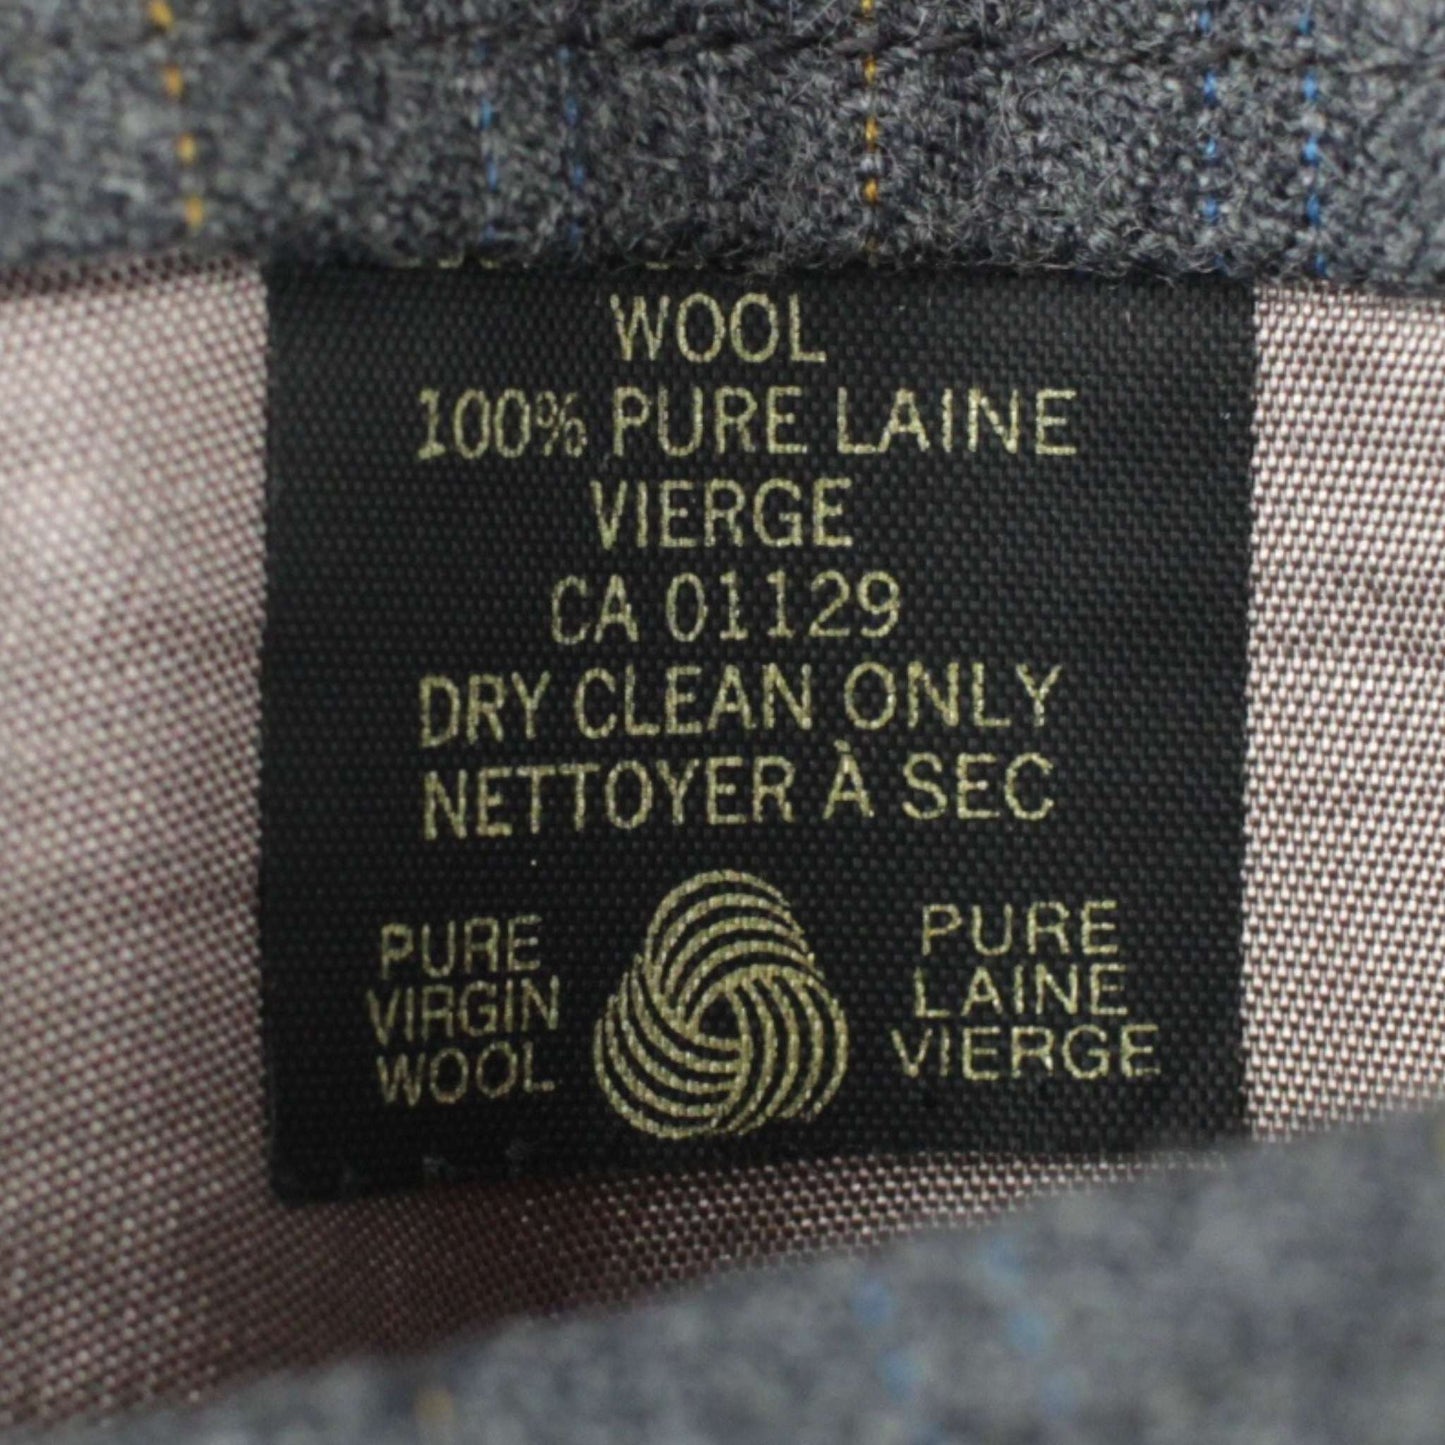 WOOL
100% PURE LAINE
VIERGE
CA 01129
DRY CLEAN ONLY
NETTOYER À SEC
PURE
VIRGIN
WOOL
PURE
LAINE
VIERGE